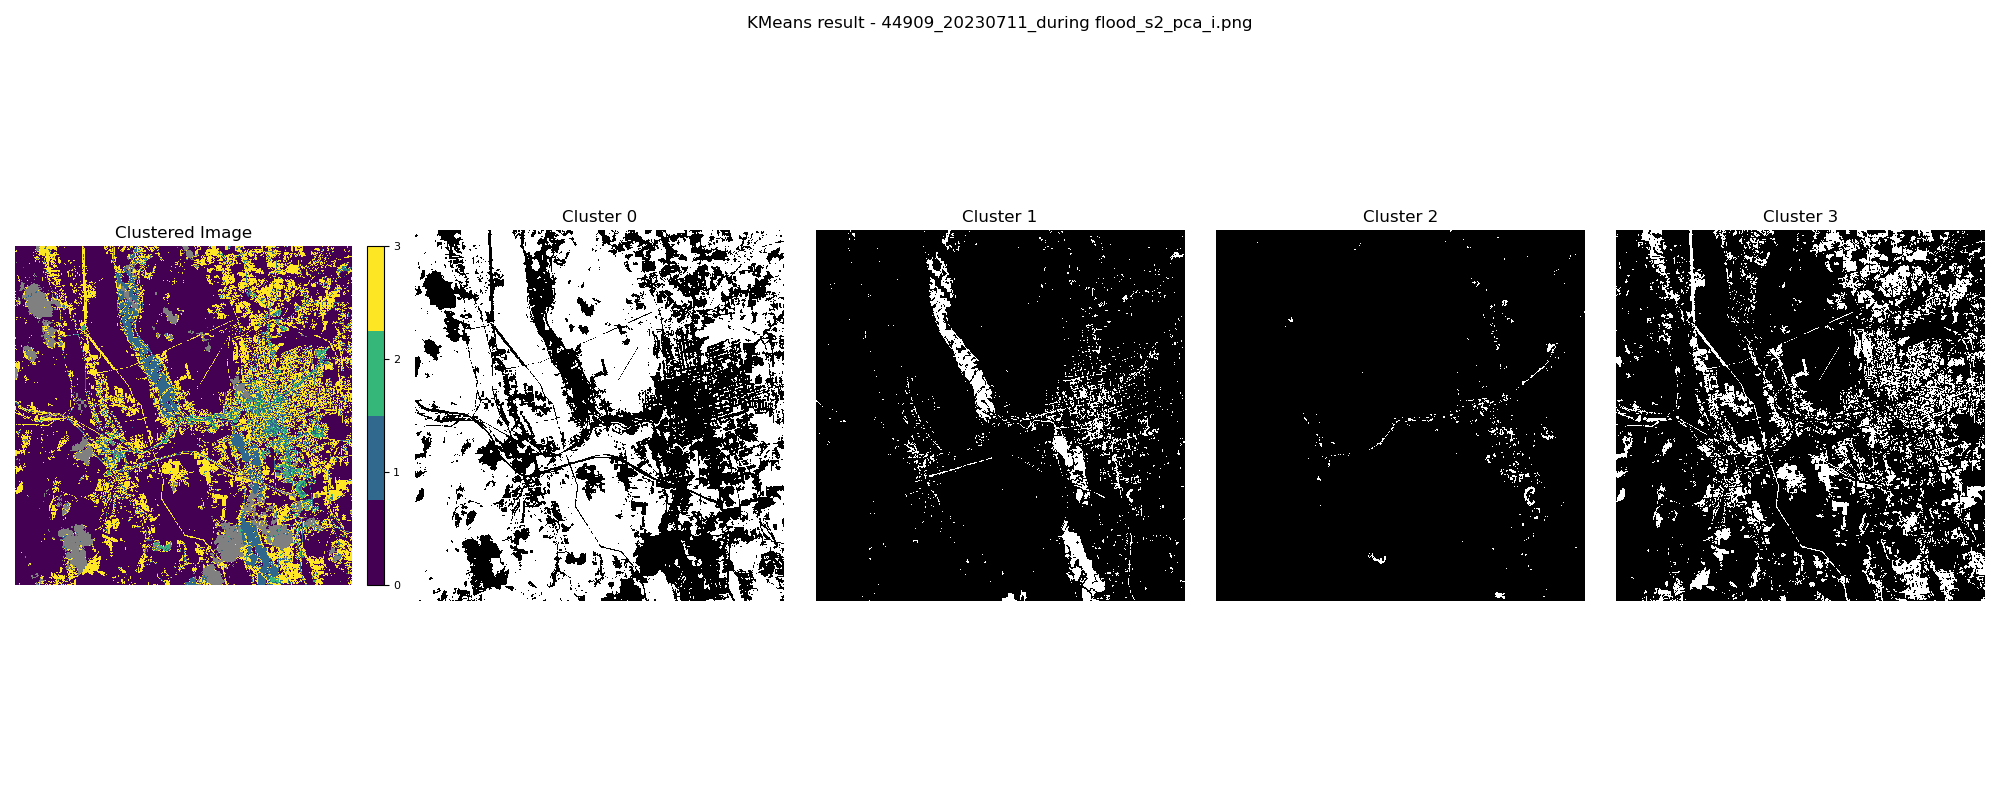 KMeans result - 44909_20230711_during flood_s2_pca_i.png
Clustered Image
Cluster 0
Cluster 1
Cluster 2
Cluster 3
3
2
1
0